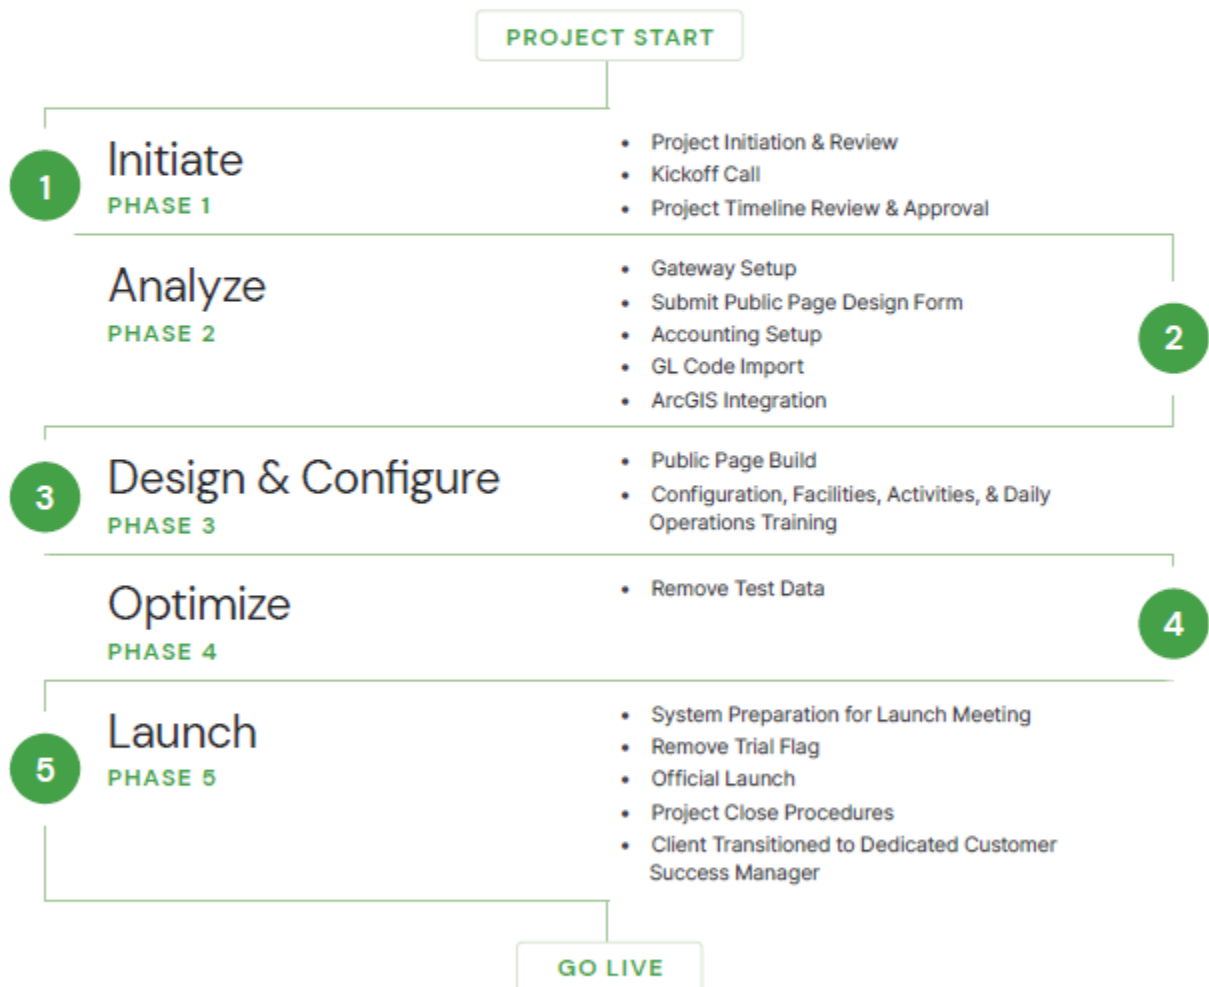 PROJECT START
1
Initiate
PHASE 1
• Project Initiation & Review
• Kickoff Call
• Project Timeline Review & Approval
Analyze
PHASE 2
• Gateway Setup
• Submit Public Page Design Form
• Accounting Setup
• GL Code Import
• ArcGIS Integration
2
3
Design & Configure
PHASE 3
• Public Page Build
• Configuration, Facilities, Activities, & Daily
Operations Training
Optimize
PHASE 4
• Remove Test Data
4
5
Launch
PHASE 5
• System Preparation for Launch Meeting
• Remove Trial Flag
• Official Launch
• Project Close Procedures
• Client Transitioned to Dedicated Customer
Success Manager
GO LIVE